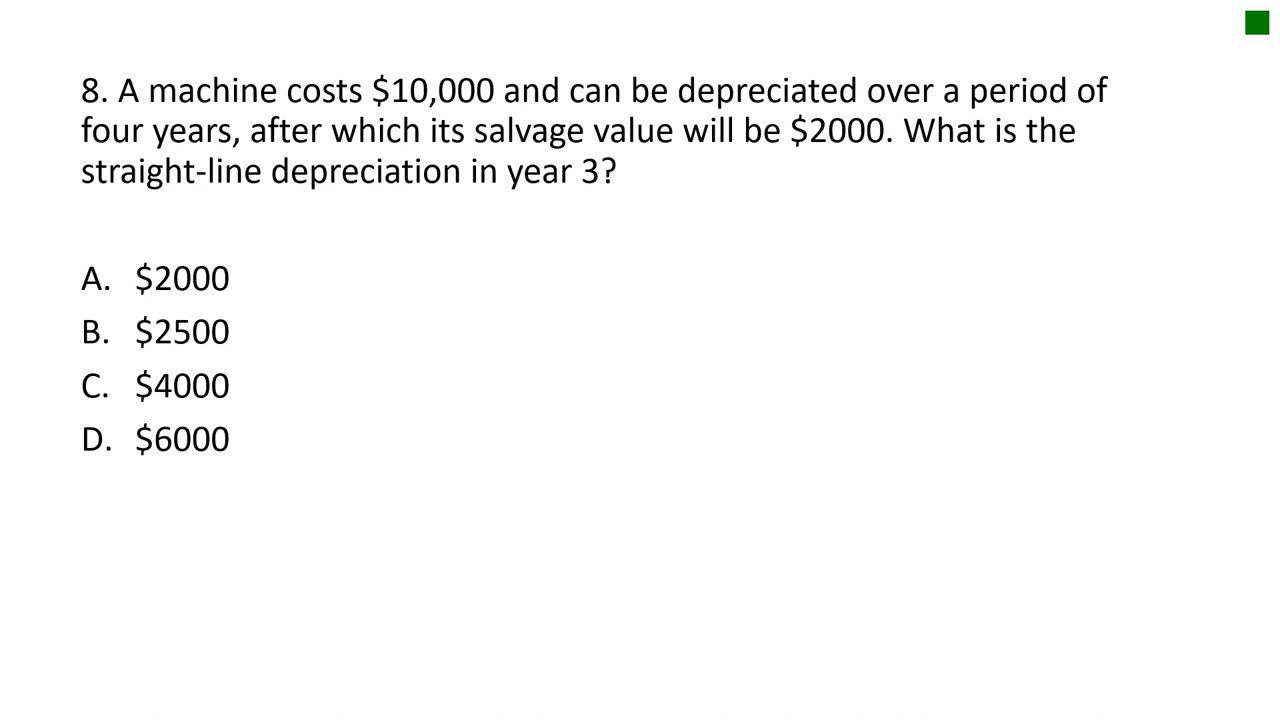 8. A machine costs $10,000 and can be depreciated over a period of
four years, after which its salvage value will be $2000. What is the
straight-line depreciation in year 3?
A. $2000
B. $2500
C. $4000
D. $6000